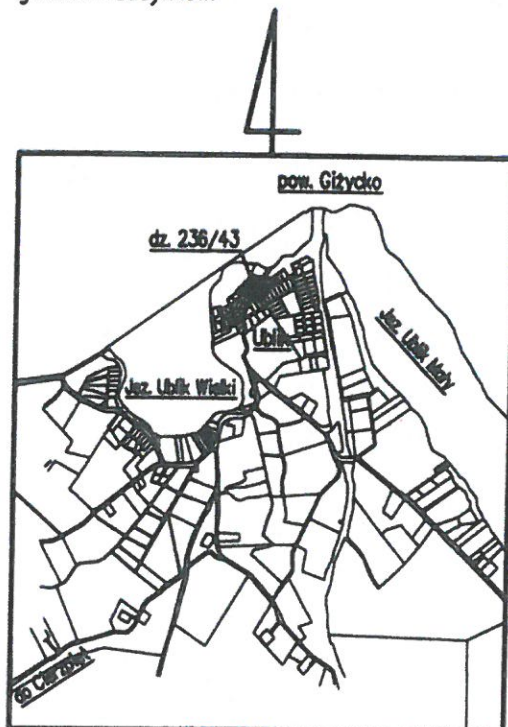 pow. Giżycko
dz. 236/43
Ublik
Jez. Ublik Mały
Jez. Ublik Wielki
do Cierzpięt